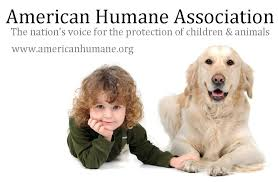 American Humane Association
The nation's voice for the protection of children & animals
www.americanhumane.org